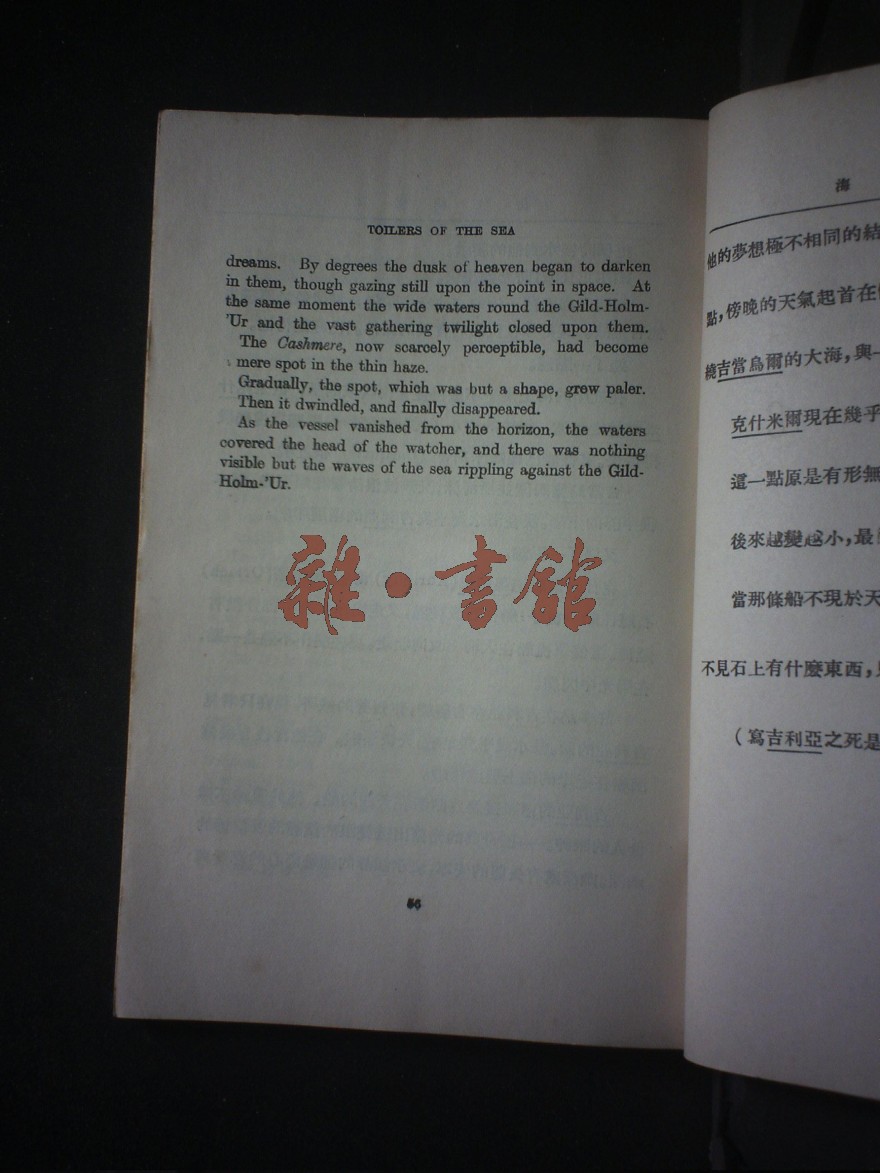 TOILERS OF THE SEA
dreams. By degrees the dusk of heaven began to darken
in them, though gazing still upon the point in space. At
the same moment the wide waters round the Gild-Holm-
'Ur and the vast gathering twilight closed upon them.
The Cashmere, now scarcely perceptible, had become
mere spot in the thin haze.
Gradually, the spot, which was but a shape, grew paler.
Then it dwindled, and finally disappeared.
As the vessel vanished from the horizon, the waters
covered the head of the watcher, and there was nothing
visible but the waves of the sea rippling against the Gild-
Holm-'Ur.
雜·書館
56
海
他的夢想極不相同的結
點，傍晚的天氣起首在
繞吉當烏爾的大海，與
克什米爾現在幾乎
這一點原是有形無
後來越變越小，最
當那條船不現於天
不見石上有什麼東西，
（寫吉利亞之死是